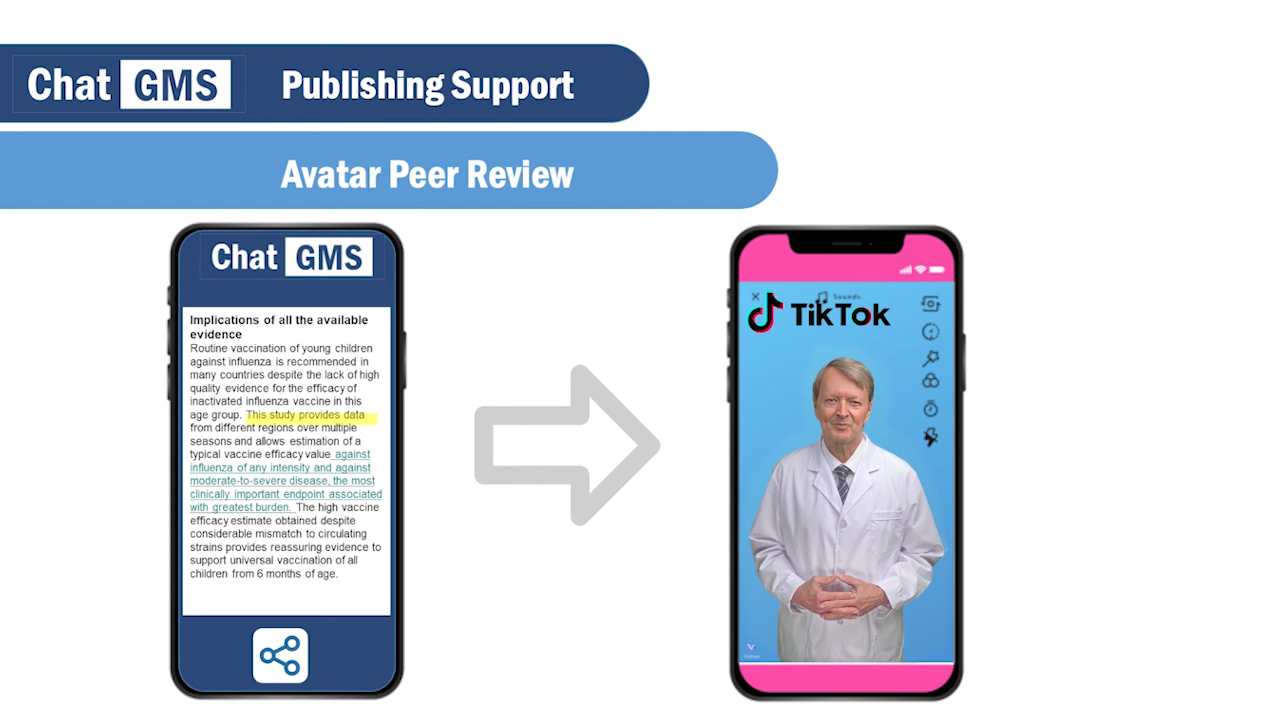 Chat GMS Publishing Support
Avatar Peer Review
Chat GMS
Implications of all the available
evidence
Routine vaccination of young children
against influenza is recommended in
many countries despite the lack of high
quality evidence for the efficacy of
inactivated influenza vaccine in this
age group. This study provides data
from different regions over multiple
seasons and allows estimation of a
typical vaccine efficacy value against
influenza of any intensity and against
moderate-to-severe disease, the most
clinically important endpoint associated
with greatest burden. The high vaccine
efficacy estimate obtained despite
considerable mismatch to circulating
strains provides reassuring evidence to
support universal vaccination of all
children from 6 months of age.
Sounds
TikTok